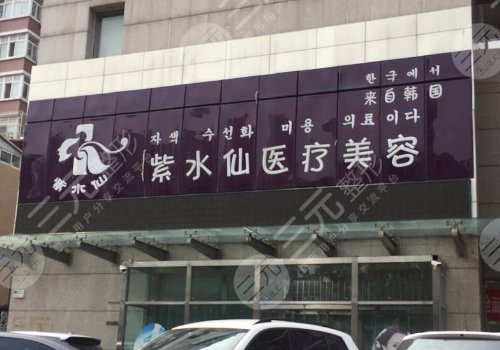 한국에서
来自韩国
자색 수선화 미용 의료이다
紫水仙医疗美容
紫水仙